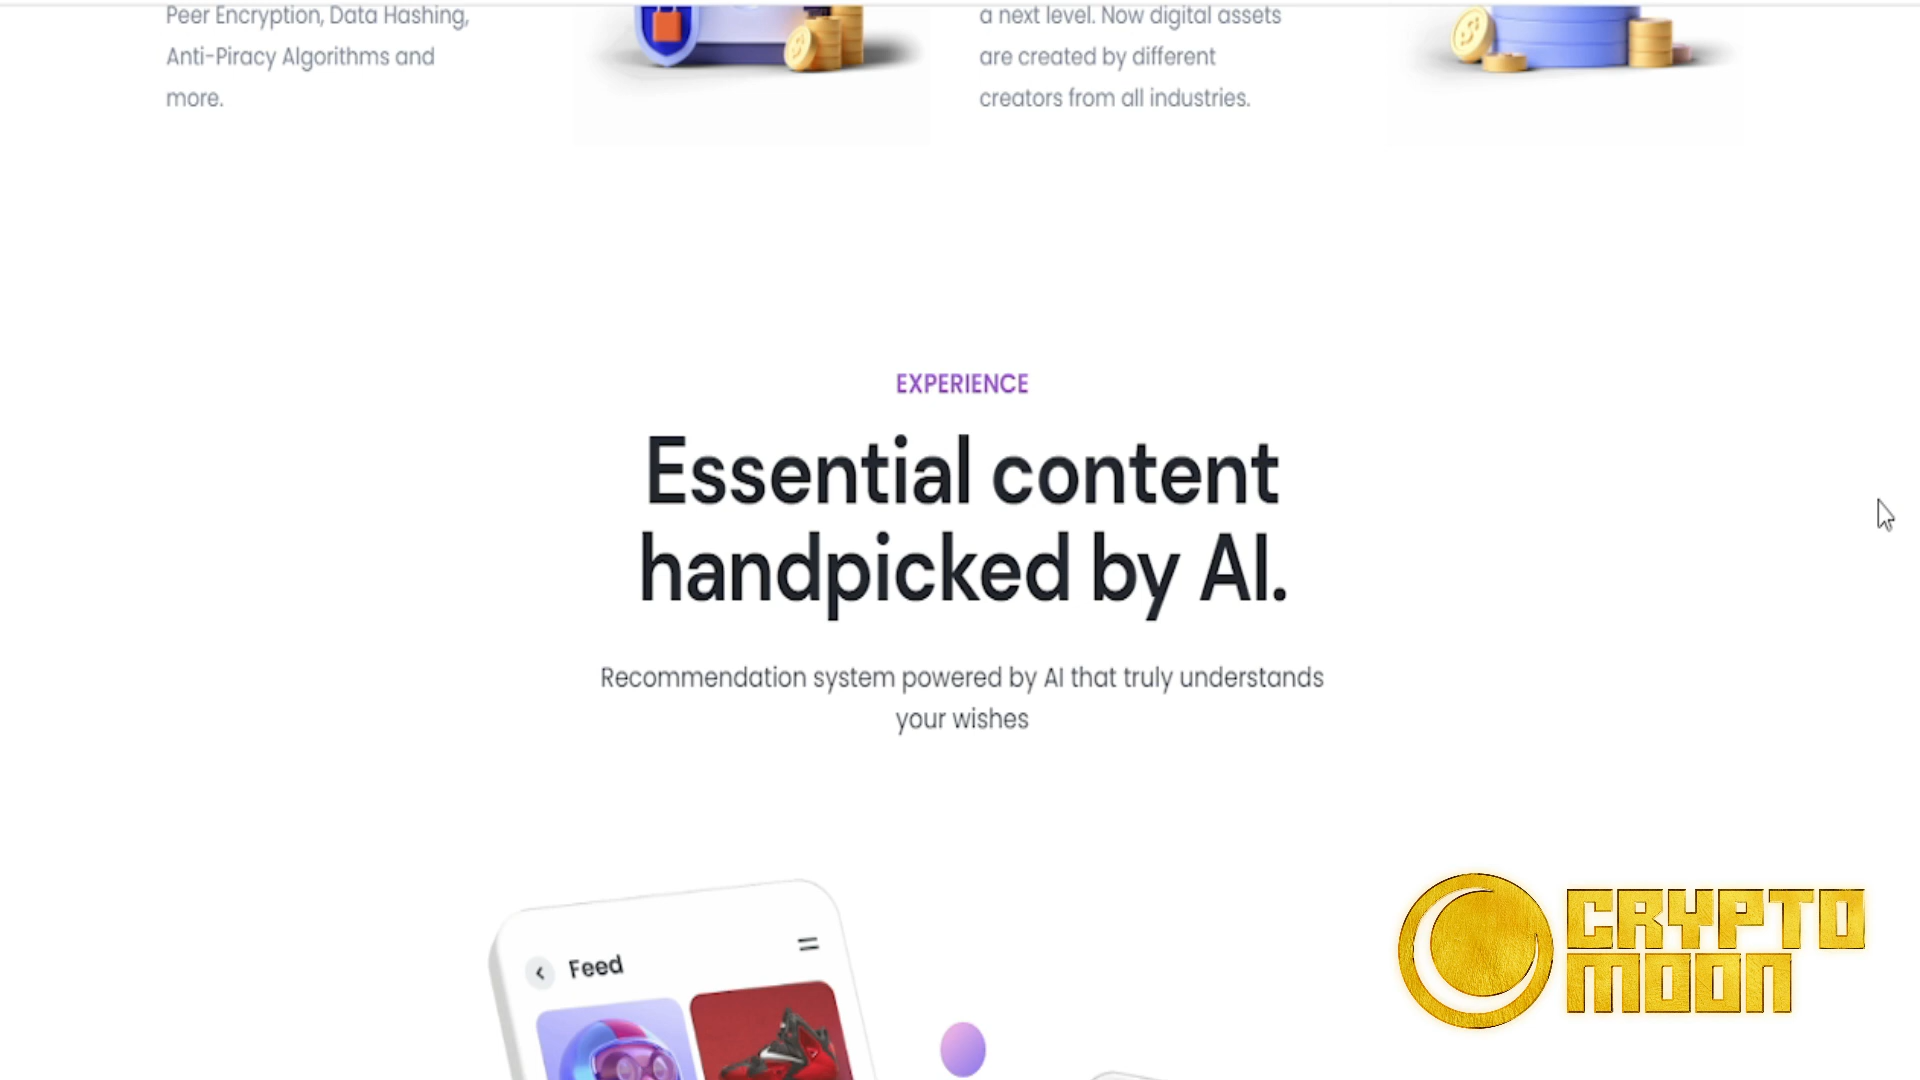 Peer Encryption, Data Hashing,
Anti-Piracy Algorithms and
more.
a next level. Now digital assets
are created by different
creators from all industries.
EXPERIENCE
Essential content
handpicked by AI.
Recommendation system powered by AI that truly understands
your wishes
Feed
CRYPTO
MOON